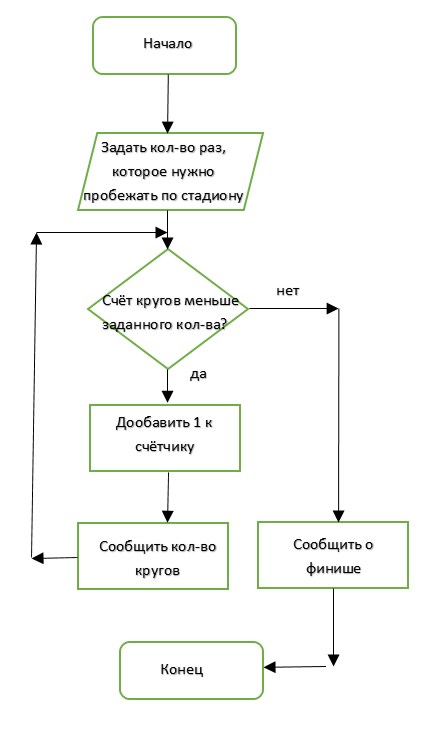 Начало
Задать кол-во раз,
которое нужно
пробежать по стадиону
Счёт кругов меньше
заданного кол-ва?
нет
да
Дообавить 1 к
счётчику
Сообщить кол-во
кругов
Сообщить о
финише
Конец